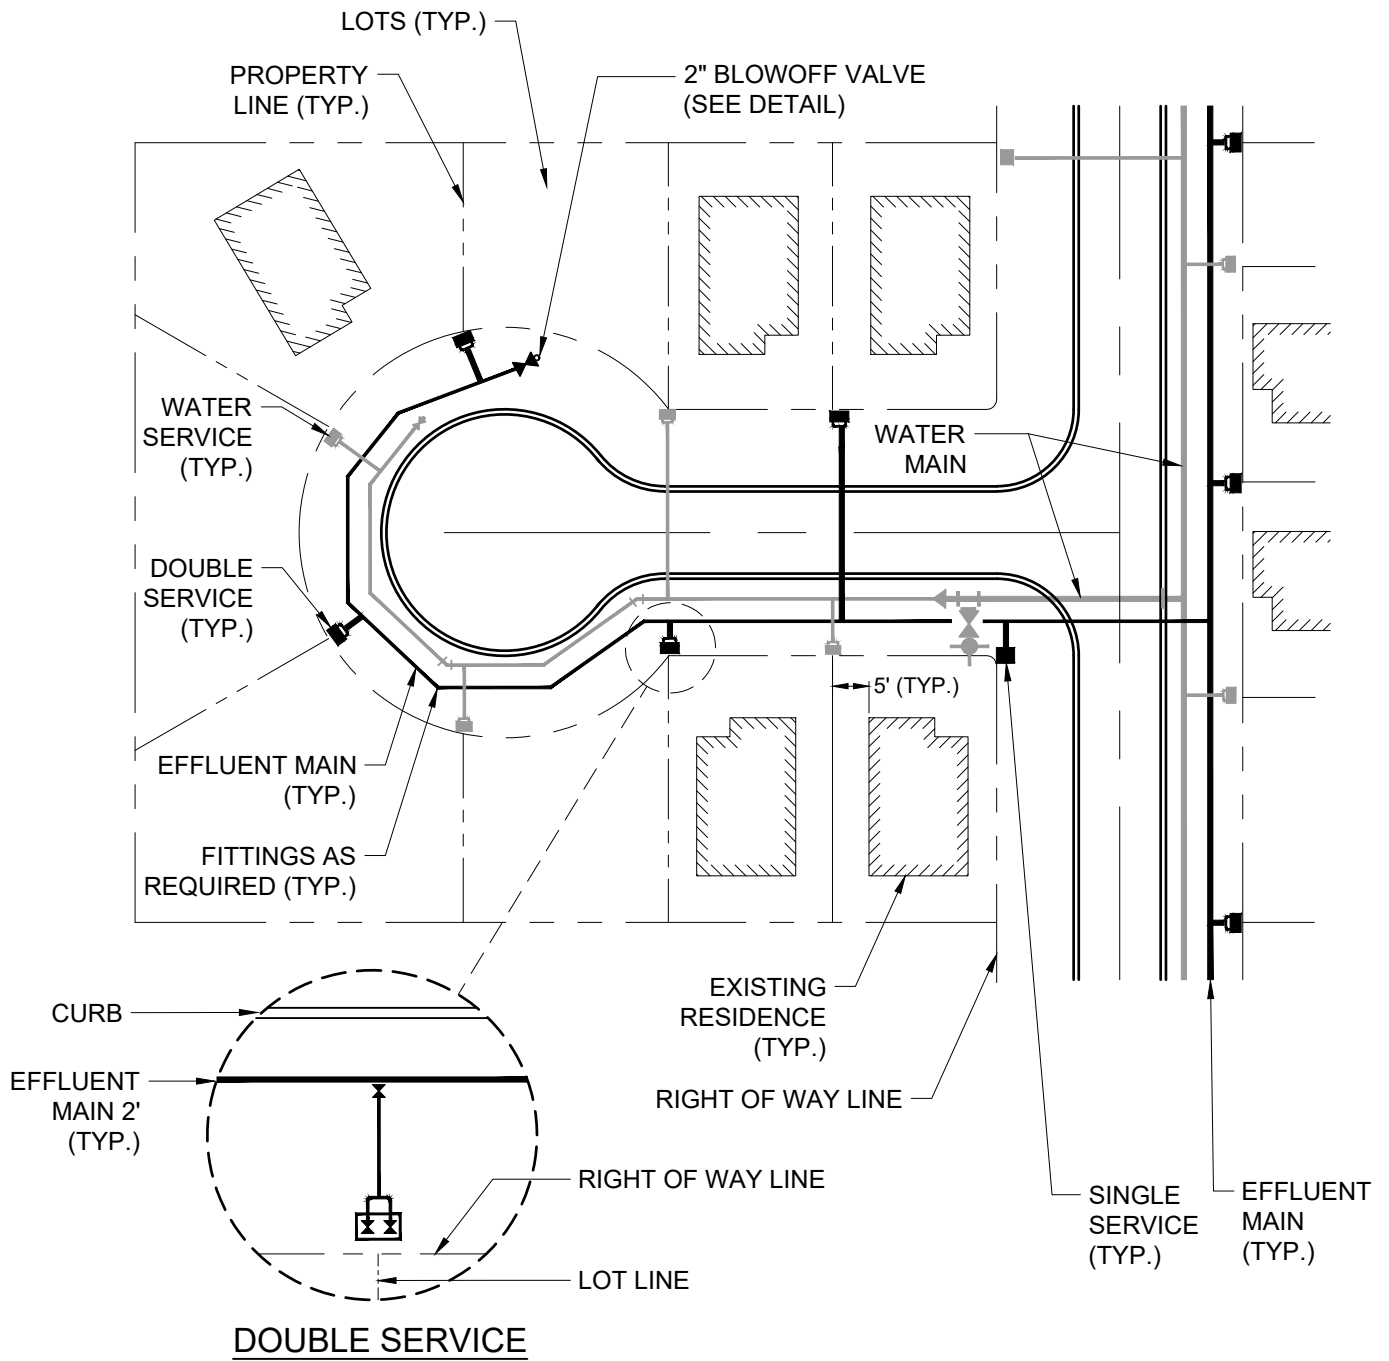 LOTS (TYP.)
PROPERTY
LINE (TYP.)
2" BLOWOFF VALVE
(SEE DETAIL)
WATER
SERVICE
(TYP.)
WATER
MAIN
DOUBLE
SERVICE
(TYP.)
5' (TYP.)
EFFLUENT MAIN
(TYP.)
FITTINGS AS
REQUIRED (TYP.)
EXISTING
RESIDENCE
(TYP.)
CURB
EFFLUENT
MAIN 2'
(TYP.)
RIGHT OF WAY LINE
RIGHT OF WAY LINE
SINGLE
SERVICE
(TYP.)
EFFLUENT
MAIN
(TYP.)
LOT LINE
DOUBLE SERVICE